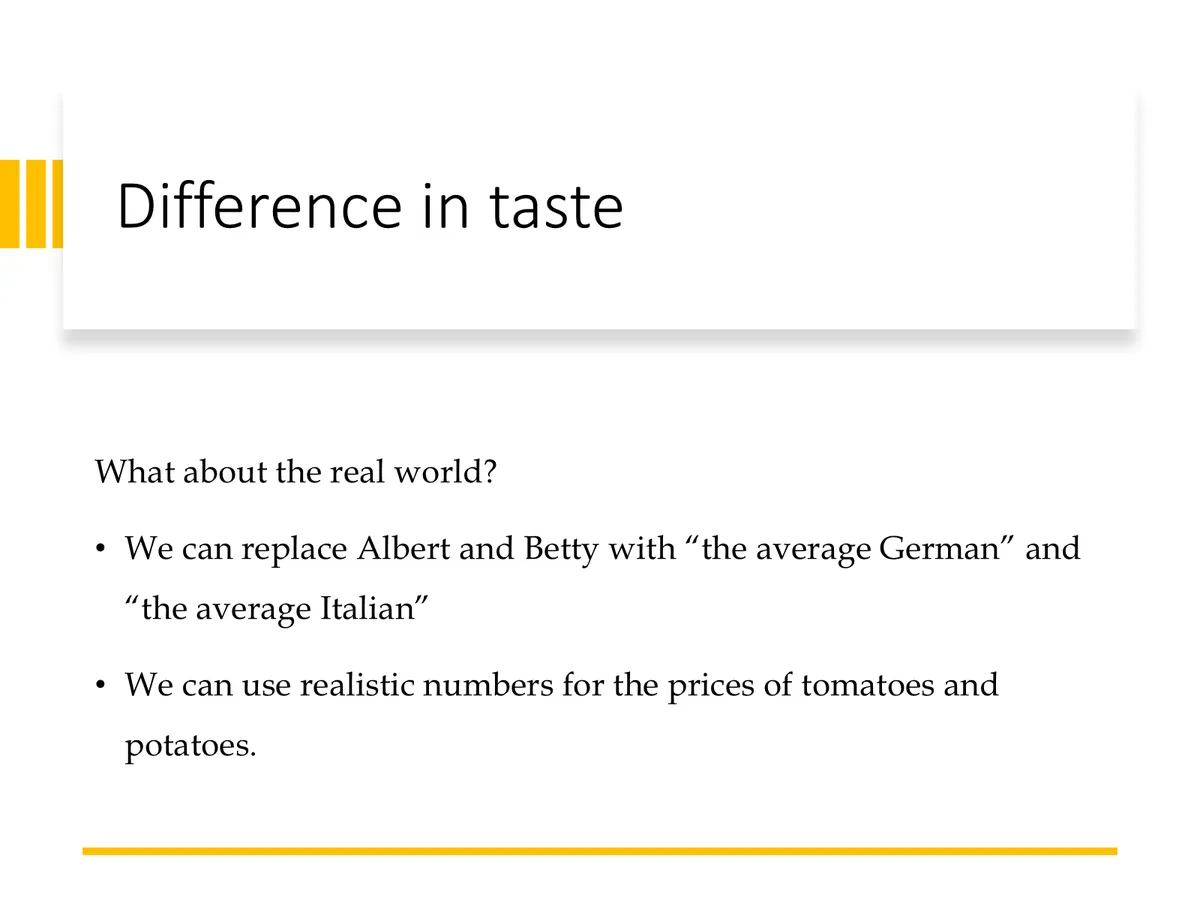 Difference in taste
What about the real world?
• We can replace Albert and Betty with “the average German” and
“the average Italian”
• We can use realistic numbers for the prices of tomatoes and
potatoes.